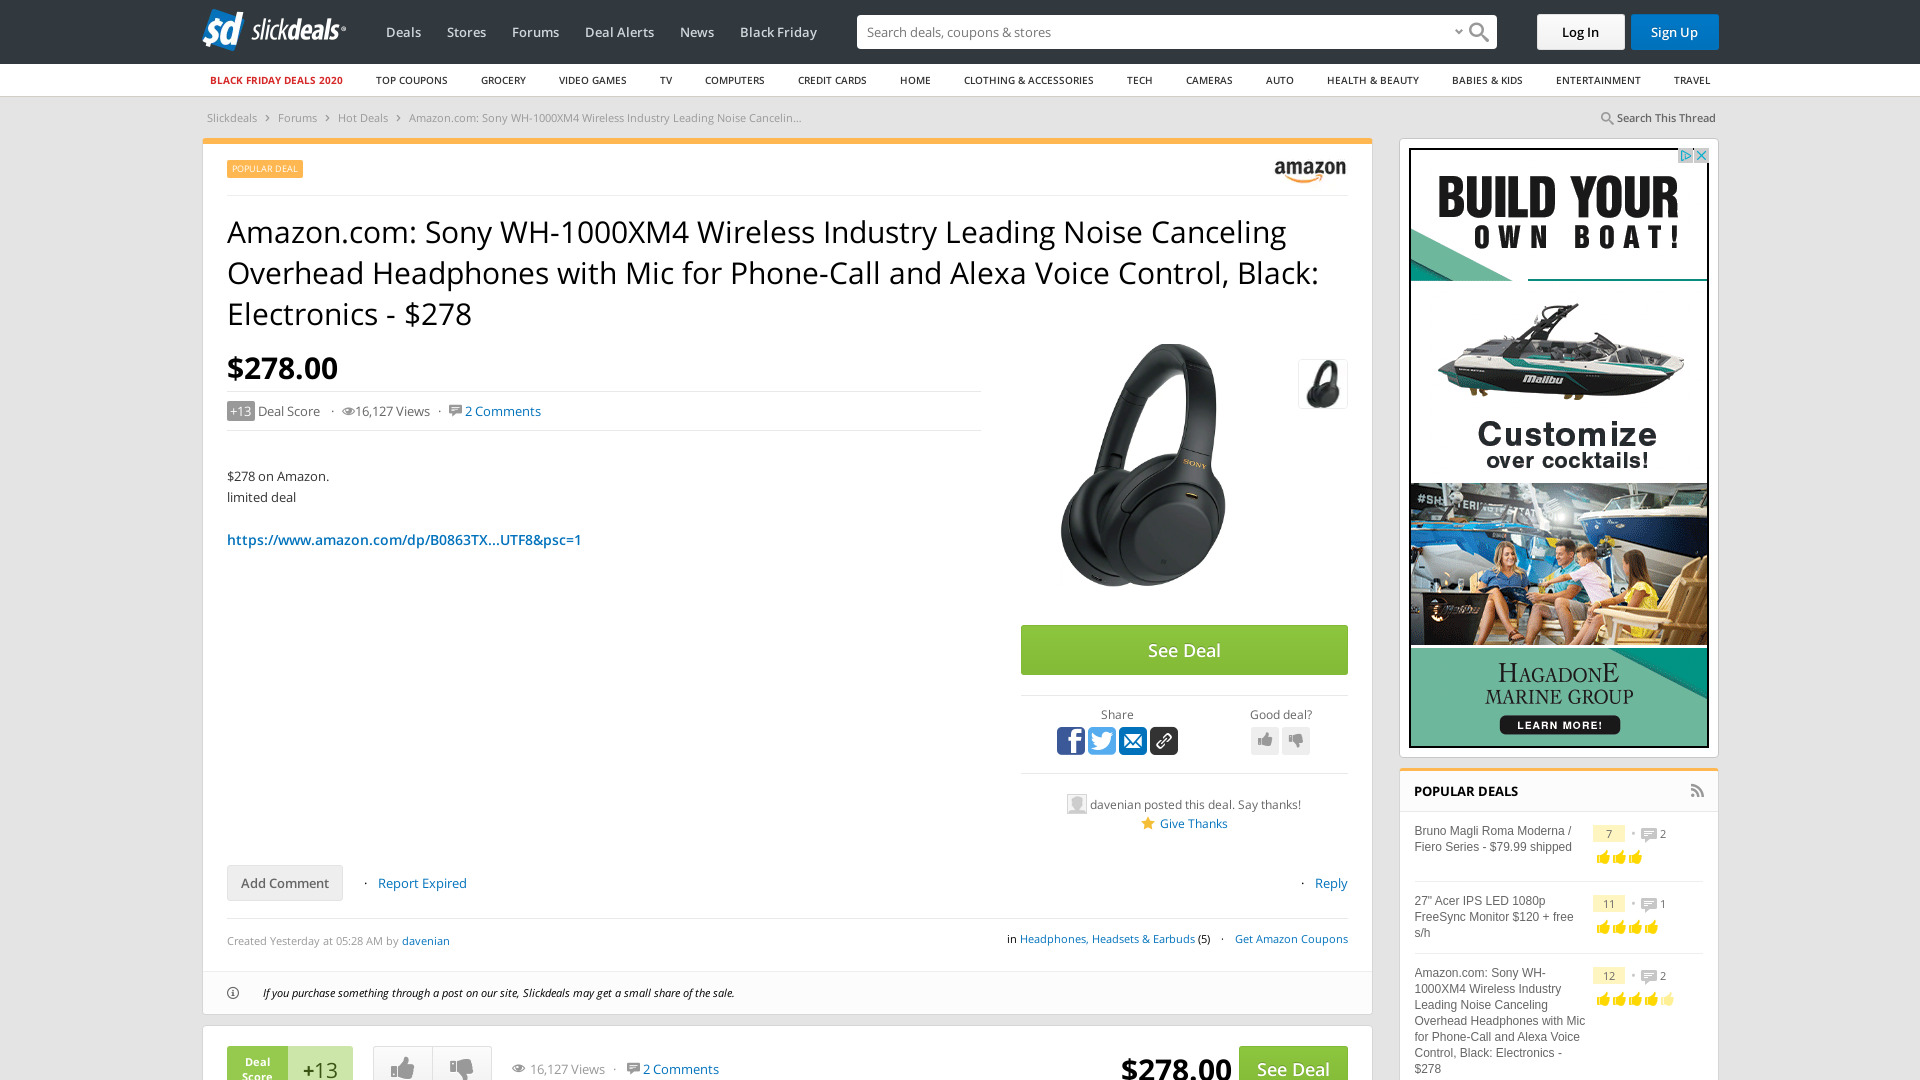 sd slickdeals®
Deals Stores Forums Deal Alerts News Black Friday
Search deals, coupons & stores
Log In Sign Up
BLACK FRIDAY DEALS 2020 TOP COUPONS GROCERY VIDEO GAMES TV COMPUTERS CREDIT CARDS HOME CLOTHING & ACCESSORIES TECH CAMERAS AUTO HEALTH & BEAUTY BABIES & KIDS ENTERTAINMENT TRAVEL
Slickdeals > Forums > Hot Deals > Amazon.com: Sony WH-1000XM4 Wireless Industry Leading Noise Cancelin...
Search This Thread
POPULAR DEAL
amazon
Amazon.com: Sony WH-1000XM4 Wireless Industry Leading Noise Canceling
Overhead Headphones with Mic for Phone-Call and Alexa Voice Control, Black:
Electronics - $278
$278.00
+13 Deal Score · 16,127 Views · 2 Comments
$278 on Amazon.
limited deal
https://www.amazon.com/dp/B0863TX...UTF8&psc=1
SONY
See Deal
Share
Good deal?
davenian posted this deal. Say thanks!
Give Thanks
Add Comment · Report Expired
· Reply
Created Yesterday at 05:28 AM by davenian
in Headphones, Headsets & Earbuds (5) · Get Amazon Coupons
If you purchase something through a post on our site, Slickdeals may get a small share of the sale.
Deal
Score
+13
16,127 Views · 2 Comments
$278.00
See Deal
BUILD YOUR
OWN BOAT!
Malibu
Customize
over cocktails!
HAGADONE
MARINE GROUP
LEARN MORE!
POPULAR DEALS
Bruno Magli Roma Moderna /
Fiero Series - $79.99 shipped
7 • 2
27" Acer IPS LED 1080p
FreeSync Monitor $120 + free
s/h
11 • 1
Amazon.com: Sony WH-
1000XM4 Wireless Industry
Leading Noise Canceling
Overhead Headphones with Mic
for Phone-Call and Alexa Voice
Control, Black: Electronics -
$278
12 • 2